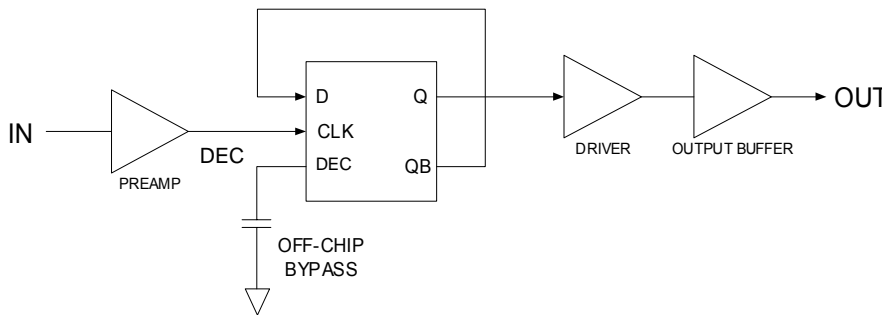 D
Q
OUT
IN
CLK
DEC
DEC
QB
DRIVER
OUTPUT BUFFER
PREAMP
OFF-CHIP
BYPASS